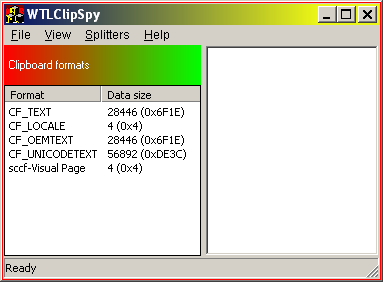 WTLClipSpy
File View Splitters Help
Clipboard formats
Format Data size
CF_TEXT 28446 (0x6F1E)
CF_LOCALE 4 (0x4)
CF_OEMTEXT 28446 (0x6F1E)
CF_UNICODETEXT 56892 (0xDE3C)
sccf-Visual Page 4 (0x4)
Ready